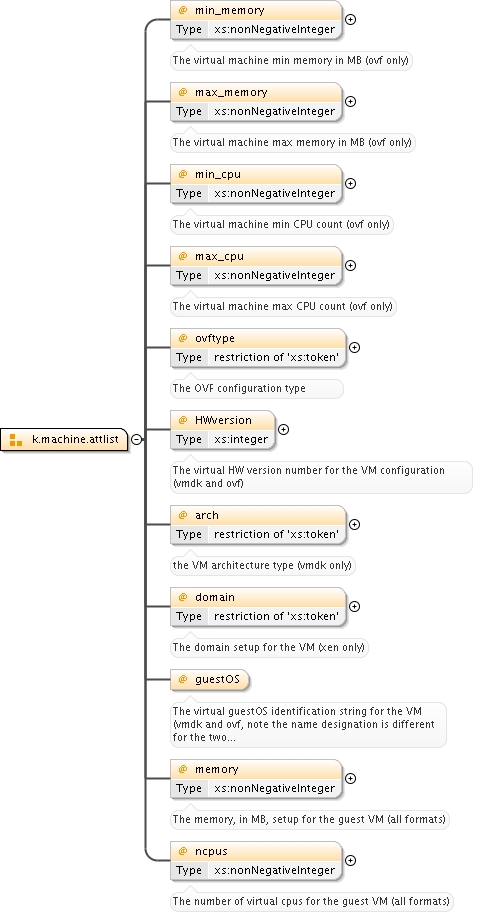 @ min_memory
Type xs:nonNegativeInteger
The virtual machine min memory in MB (ovf only)
@ max_memory
Type xs:nonNegativeInteger
The virtual machine max memory in MB (ovf only)
@ min_cpu
Type xs:nonNegativeInteger
The virtual machine min CPU count (ovf only)
@ max_cpu
Type xs:nonNegativeInteger
The virtual machine max CPU count (ovf only)
@ ovftype
Type restriction of 'xs:token'
The OVF configuration type
k.machine.attlist
@ HWversion
Type xs:integer
The virtual HW version number for the VM configuration
(vmdk and ovf)
@ arch
Type restriction of 'xs:token'
the VM architecture type (vmdk only)
@ domain
Type restriction of 'xs:token'
The domain setup for the VM (xen only)
@ guestOS
The virtual guestOS identification string for the VM
(vmdk and ovf, note the name designation is different
for the two...
@ memory
Type xs:nonNegativeInteger
The memory, in MB, setup for the guest VM (all formats)
@ ncpus
Type xs:nonNegativeInteger
The number of virtual cpus for the guest VM (all formats)